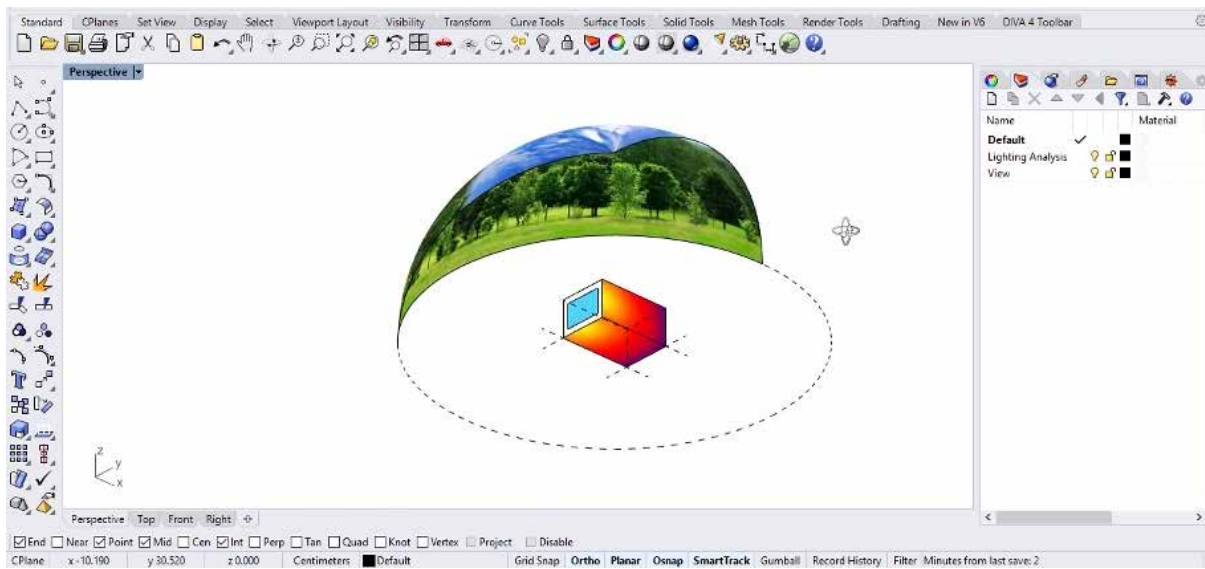 Standard CPlanes Set View Display Select Viewport Layout Visibility Transform Curve Tools Surface Tools Solid Tools Mesh Tools Render Tools Drafting New in V6 DIVA 4 Toolbar
Perspective
Name Material
Default
Lighting Analysis
View
z
y
x
Perspective Top Front Right
End Near Point Mid Cen Int Perp Tan Quad Knot Vertex Project Disable
CPlane x -10.190 y 30.520 z 0.000 Centimeters Default Grid Snap Ortho Planar Osnap SmartTrack Gumball Record History Filter Minutes from last save: 2